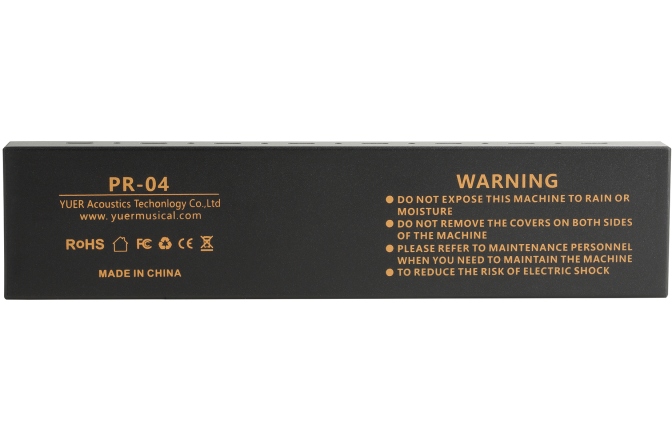 PR-04
YUER Acoustics Techonlogy Co.,Ltd
www.yuermusical.com
RoHS FC CE
MADE IN CHINA
WARNING
● DO NOT EXPOSE THIS MACHINE TO RAIN OR
MOISTURE
● DO NOT REMOVE THE COVERS ON BOTH SIDES
OF THE MACHINE
● PLEASE REFER TO MAINTENANCE PERSONNEL
WHEN YOU NEED TO MAINTAIN THE MACHINE
● TO REDUCE THE RISK OF ELECTRIC SHOCK